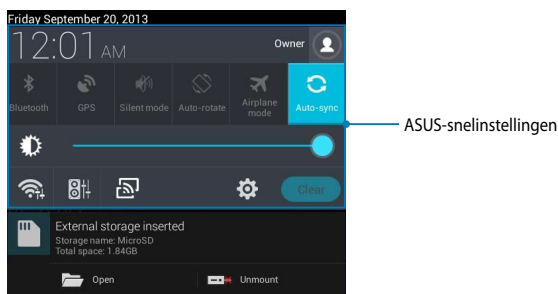 Friday September 20, 2013
12:01 AM
Owner
Bluetooth GPS Silent mode Auto-rotate Airplane mode Auto-sync
ASUS-snelinstellingen
Clear
External storage inserted
Storage name: MicroSD
Total space: 1.84GB
Open Unmount